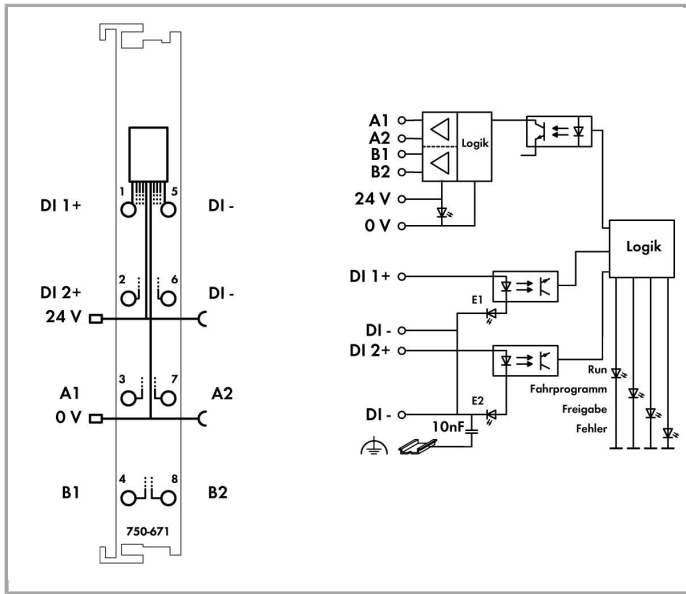 1 5
DI 1+ DI -
2 6
DI 2+ DI -
24 V
3 7
A1 A2
0 V
4 8
B1 B2
750-671
A1
A2
B1
B2
Logik
24 V
0 V
Logik
DI 1+
E1
DI -
DI 2+
Run
Fahrprogramm
E2
Freigabe
DI -
10nF
Fehler